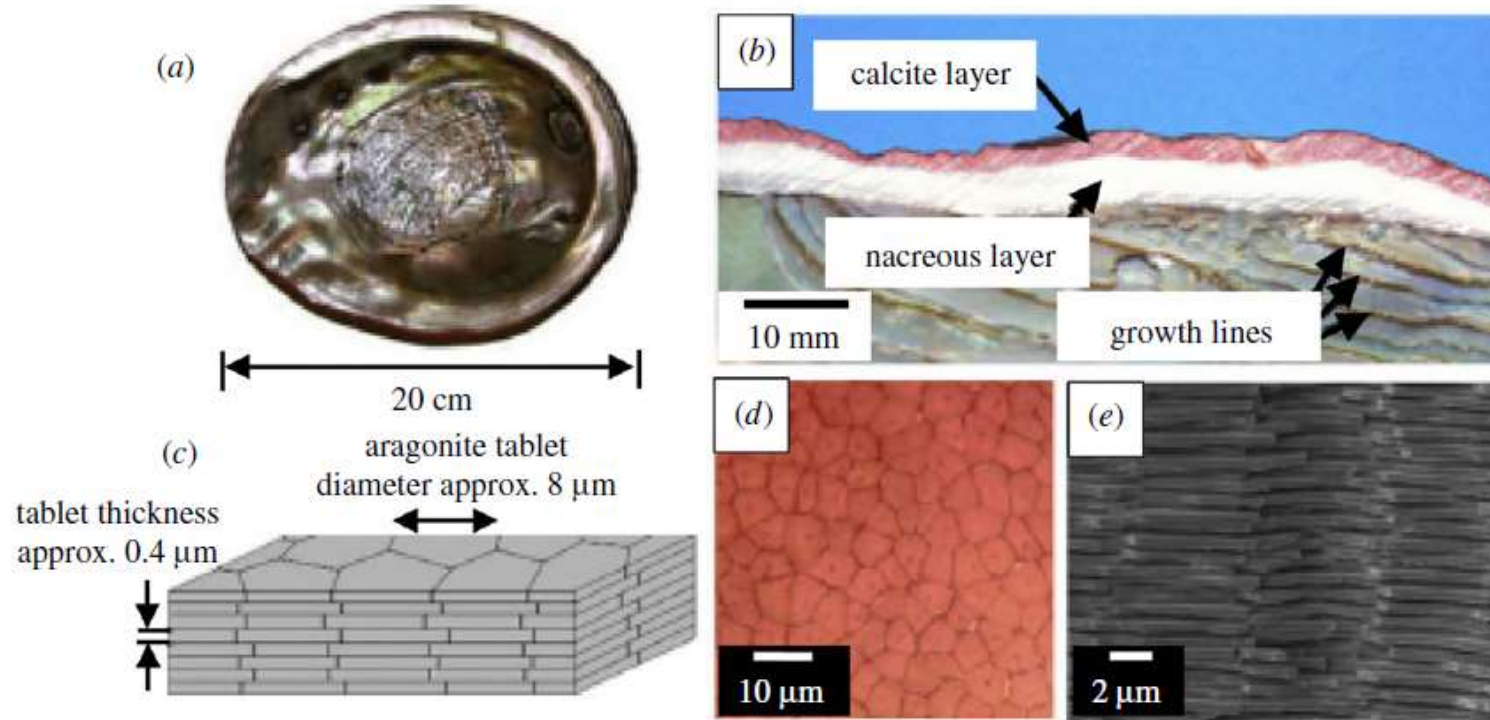 (a)
20 cm
(b)
calcite layer
nacreous layer
growth lines
10 mm
(c)
aragonite tablet
diameter approx. 8 μm
tablet thickness
approx. 0.4 μm
(d)
10 μm
(e)
2 μm